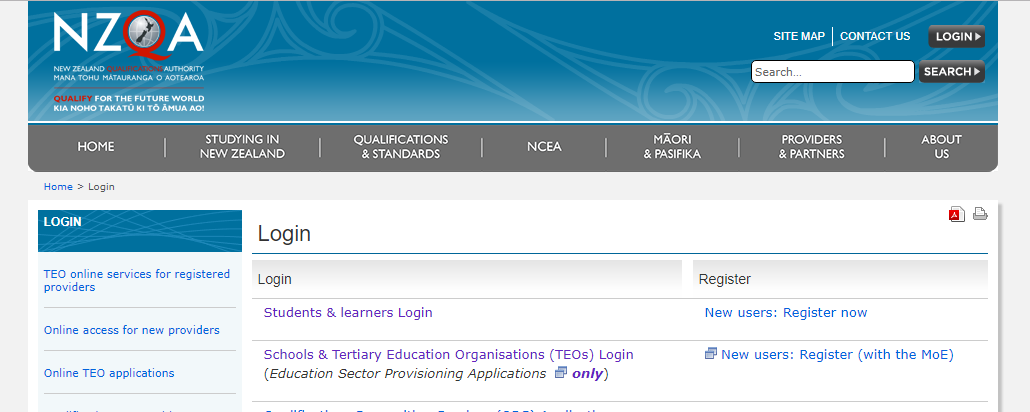 NZQA
NEW ZEALAND QUALIFICATIONS AUTHORITY
MANA TOHU MĀTAURANGA O AOTEAROA
QUALIFY FOR THE FUTURE WORLD
KIA NOHO TAKATŪ KI TŌ ĀMUA AO!
SITE MAP
CONTACT US
LOGIN
Search...
SEARCH
HOME
STUDYING IN
NEW ZEALAND
QUALIFICATIONS
& STANDARDS
NCEA
MĀORI
& PASIFIKA
PROVIDERS
& PARTNERS
ABOUT
US
Home > Login
LOGIN
TEO online services for registered
providers
Online access for new providers
Online TEO applications
Login
Login
Register
Students & learners Login
New users: Register now
Schools & Tertiary Education Organisations (TEOs) Login
(Education Sector Provisioning Applications only)
New users: Register (with the MoE)